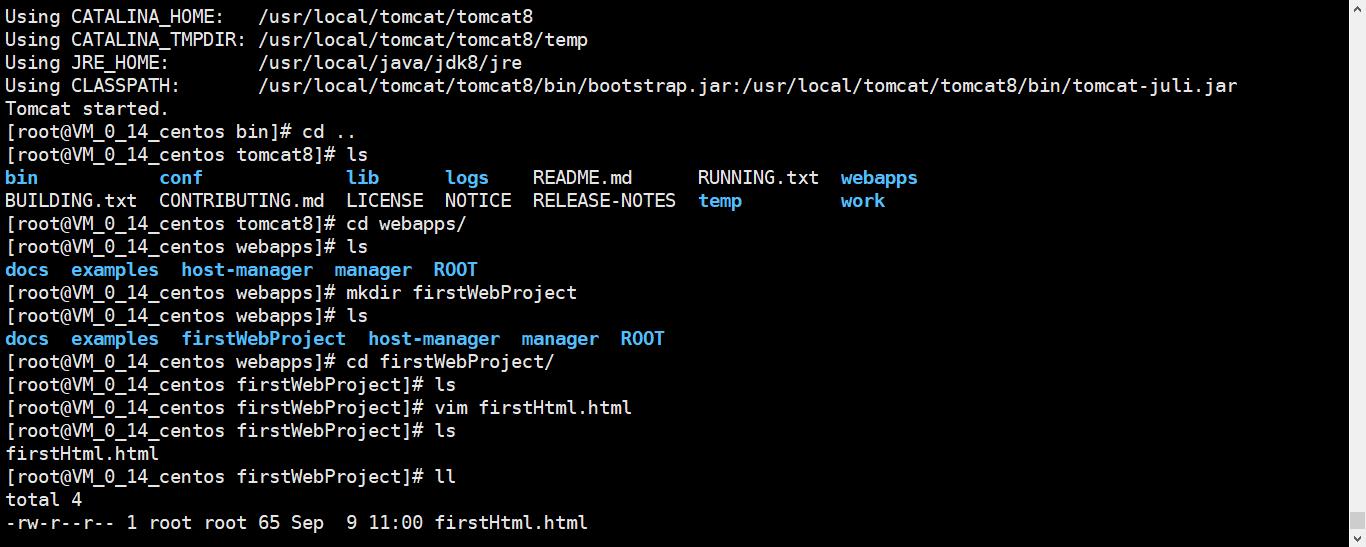 Using CATALINA_HOME:   /usr/local/tomcat/tomcat8
Using CATALINA_TMPDIR: /usr/local/tomcat/tomcat8/temp
Using JRE_HOME:        /usr/local/java/jdk8/jre
Using CLASSPATH:       /usr/local/tomcat/tomcat8/bin/bootstrap.jar:/usr/local/tomcat/tomcat8/bin/tomcat-juli.jar
Tomcat started.
[root@VM_0_14_centos bin]# cd ..
[root@VM_0_14_centos tomcat8]# ls
bin           conf             lib      logs    README.md      RUNNING.txt  webapps
BUILDING.txt  CONTRIBUTING.md  LICENSE  NOTICE  RELEASE-NOTES  temp         work
[root@VM_0_14_centos tomcat8]# cd webapps/
[root@VM_0_14_centos webapps]# ls
docs  examples  host-manager  manager  ROOT
[root@VM_0_14_centos webapps]# mkdir firstWebProject
[root@VM_0_14_centos webapps]# ls
docs  examples  firstWebProject  host-manager  manager  ROOT
[root@VM_0_14_centos webapps]# cd firstWebProject/
[root@VM_0_14_centos firstWebProject]# ls
[root@VM_0_14_centos firstWebProject]# vim firstHtml.html
[root@VM_0_14_centos firstWebProject]# ls
firstHtml.html
[root@VM_0_14_centos firstWebProject]# ll
total 4
-rw-r--r-- 1 root root 65 Sep  9 11:00 firstHtml.html